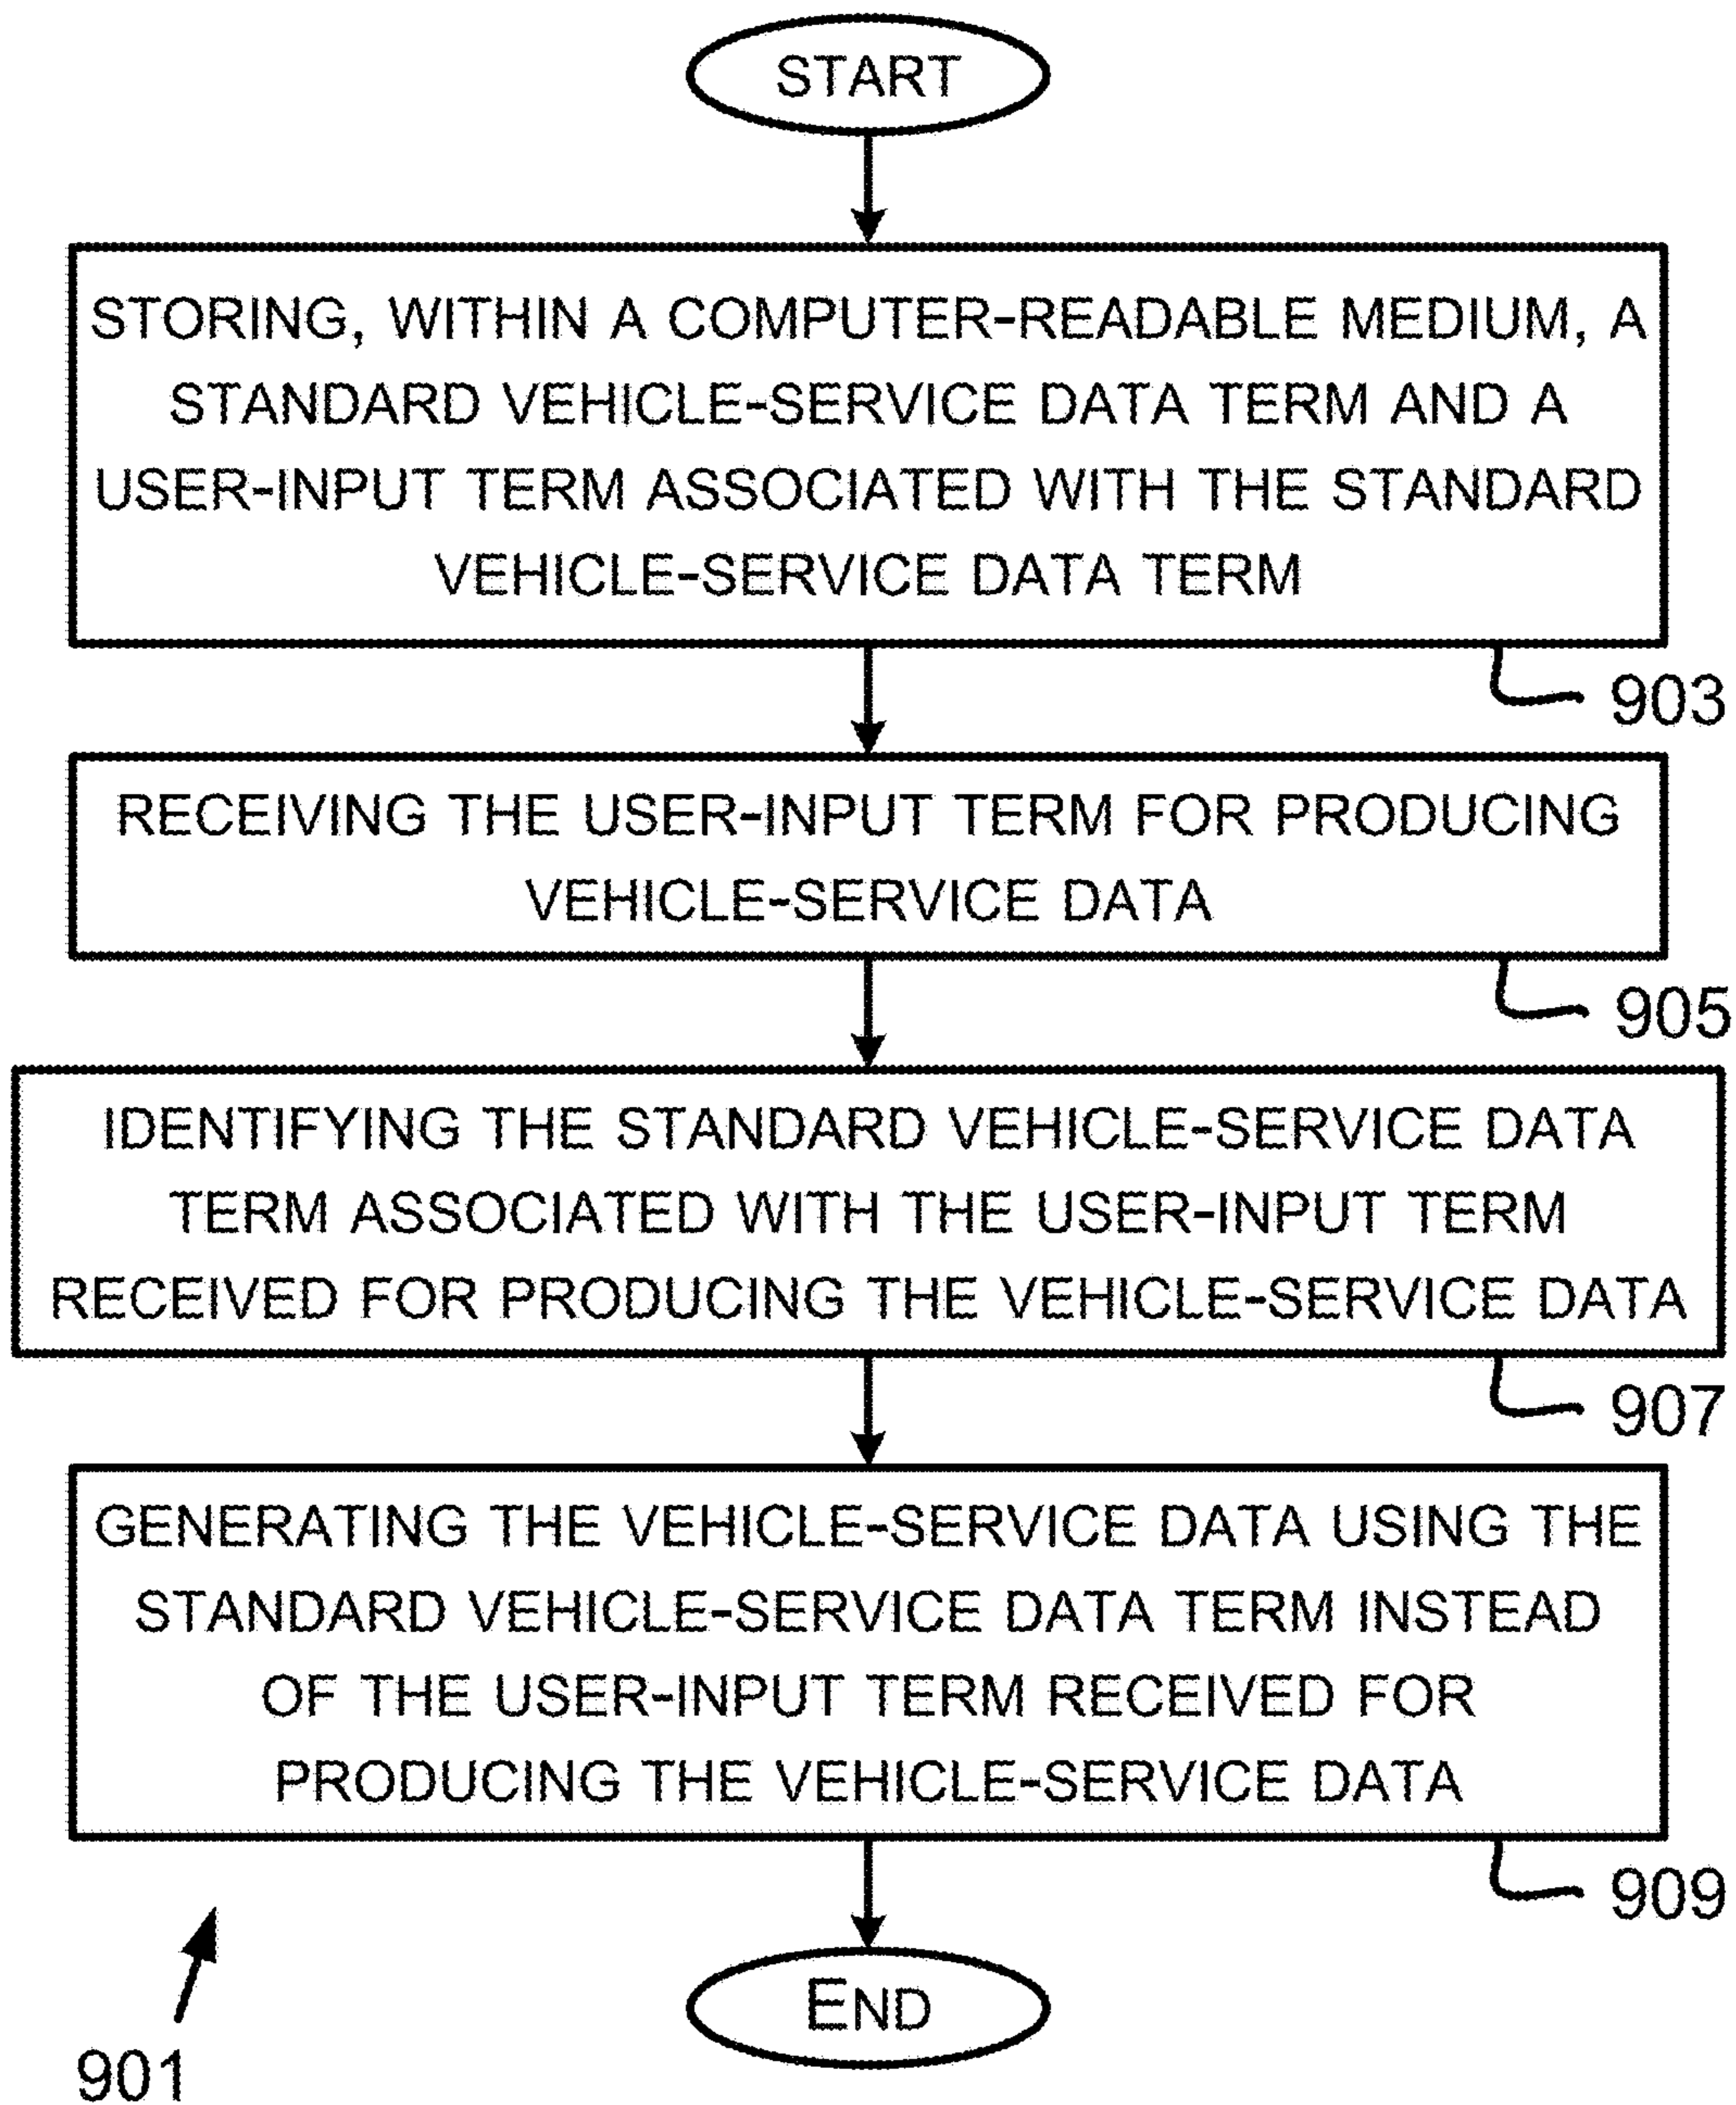 START
STORING, WITHIN A COMPUTER-READABLE MEDIUM, A
STANDARD VEHICLE-SERVICE DATA TERM AND A
USER-INPUT TERM ASSOCIATED WITH THE STANDARD
VEHICLE-SERVICE DATA TERM
903
RECEIVING THE USER-INPUT TERM FOR PRODUCING
VEHICLE-SERVICE DATA
905
IDENTIFYING THE STANDARD VEHICLE-SERVICE DATA
TERM ASSOCIATED WITH THE USER-INPUT TERM
RECEIVED FOR PRODUCING THE VEHICLE-SERVICE DATA
907
GENERATING THE VEHICLE-SERVICE DATA USING THE
STANDARD VEHICLE-SERVICE DATA TERM INSTEAD
OF THE USER-INPUT TERM RECEIVED FOR
PRODUCING THE VEHICLE-SERVICE DATA
909
END
901